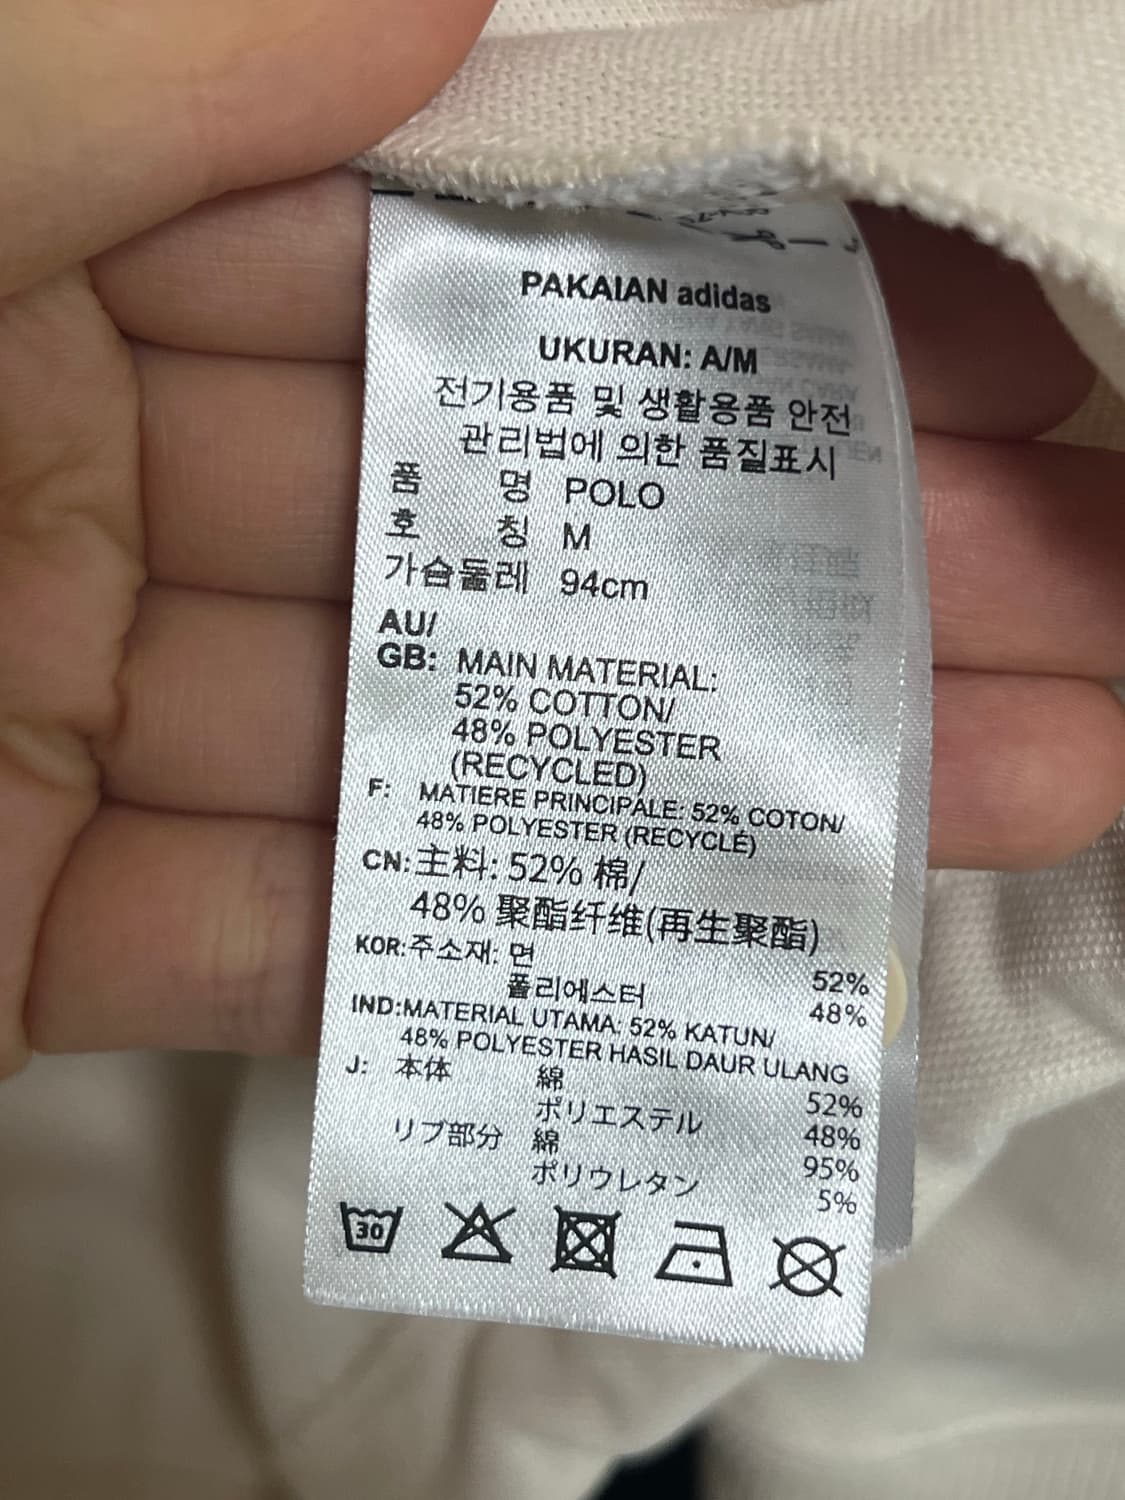 PAKAIAN adidas
UKURAN: A/M
전기용품 및 생활용품 안전
관리법에 의한 품질표시
품 명 POLO
호 칭 M
가슴둘레 94cm
AU/
GB: MAIN MATERIAL:
52% COTTON/
48% POLYESTER
(RECYCLED)
F: MATIERE PRINCIPALE: 52% COTON/
48% POLYESTER (RECYCLÉ)
CN: 主料: 52% 棉/
48% 聚酯纤维(再生聚酯)
KOR: 주소재: 면 52%
폴리에스터 48%
IND: MATERIAL UTAMA: 52% KATUN/
48% POLYESTER HASIL DAUR ULANG
J: 本体 綿 52%
ポリエステル 48%
リブ部分 綿 95%
ポリウレタン 5%
30